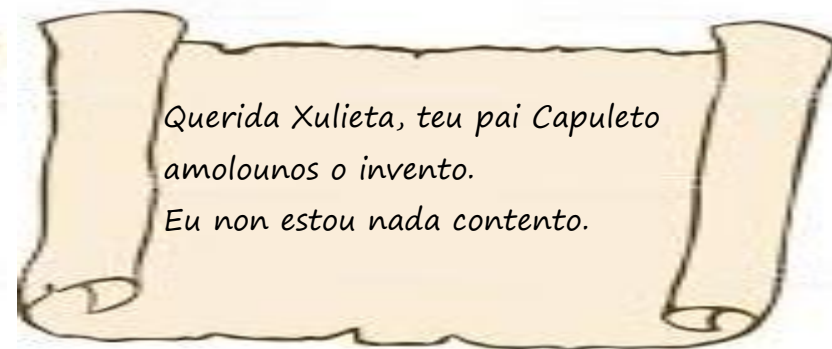 Querida Xulieta, teu pai Capuleto
amolounos o invento.
Eu non estou nada contento.